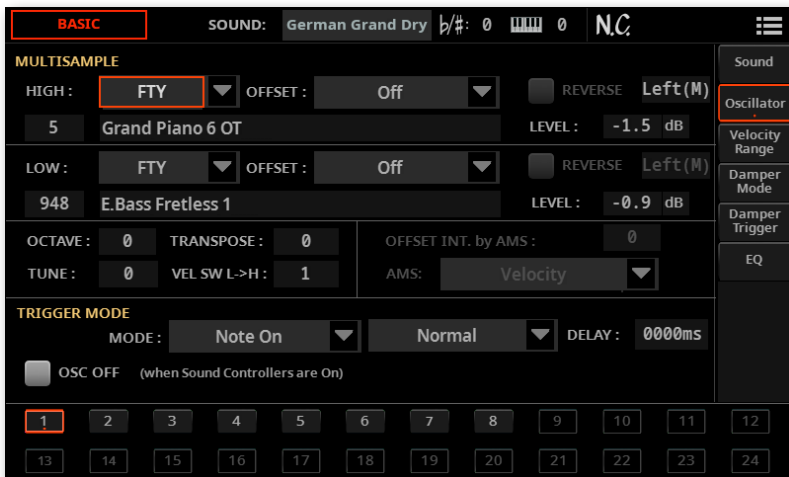 BASIC SOUND: German Grand Dry ♭/#: 0 0 N.C.
MULTISAMPLE Sound
HIGH : FTY OFFSET : Off REVERSE Left(M)
Oscillator
5 Grand Piano 6 OT LEVEL : -1.5 dB
Velocity Range
LOW : FTY OFFSET : Off REVERSE Left(M)
Damper Mode
948 E.Bass Fretless 1 LEVEL : -0.9 dB
Damper Trigger
OCTAVE : 0 TRANSPOSE : 0 OFFSET INT. by AMS : 0
EQ
TUNE : 0 VEL SW L->H : 1 AMS: Velocity
TRIGGER MODE
MODE : Note On Normal DELAY : 0000ms
OSC OFF (when Sound Controllers are On)
1 2 3 4 5 6 7 8 9 10 11 12
13 14 15 16 17 18 19 20 21 22 23 24